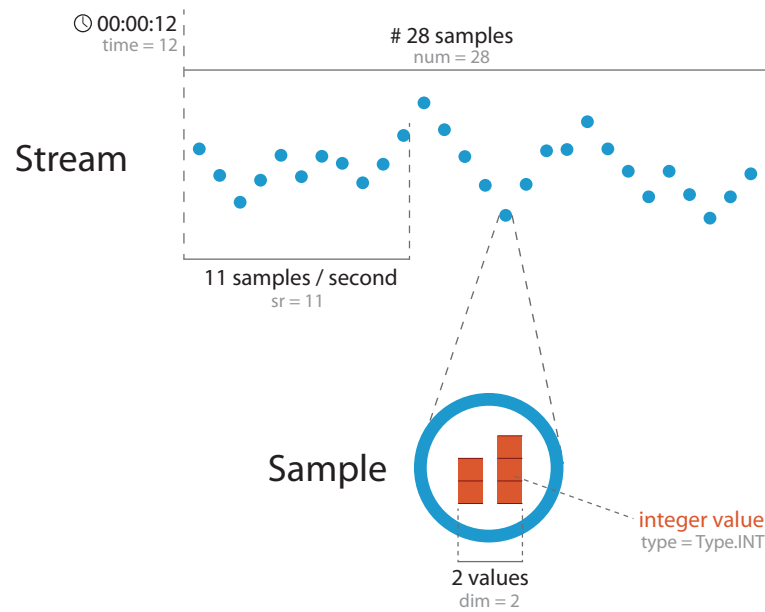 00:00:12
time = 12
# 28 samples
num = 28
Stream
11 samples / second
sr = 11
Sample
integer value
type = Type.INT
2 values
dim = 2